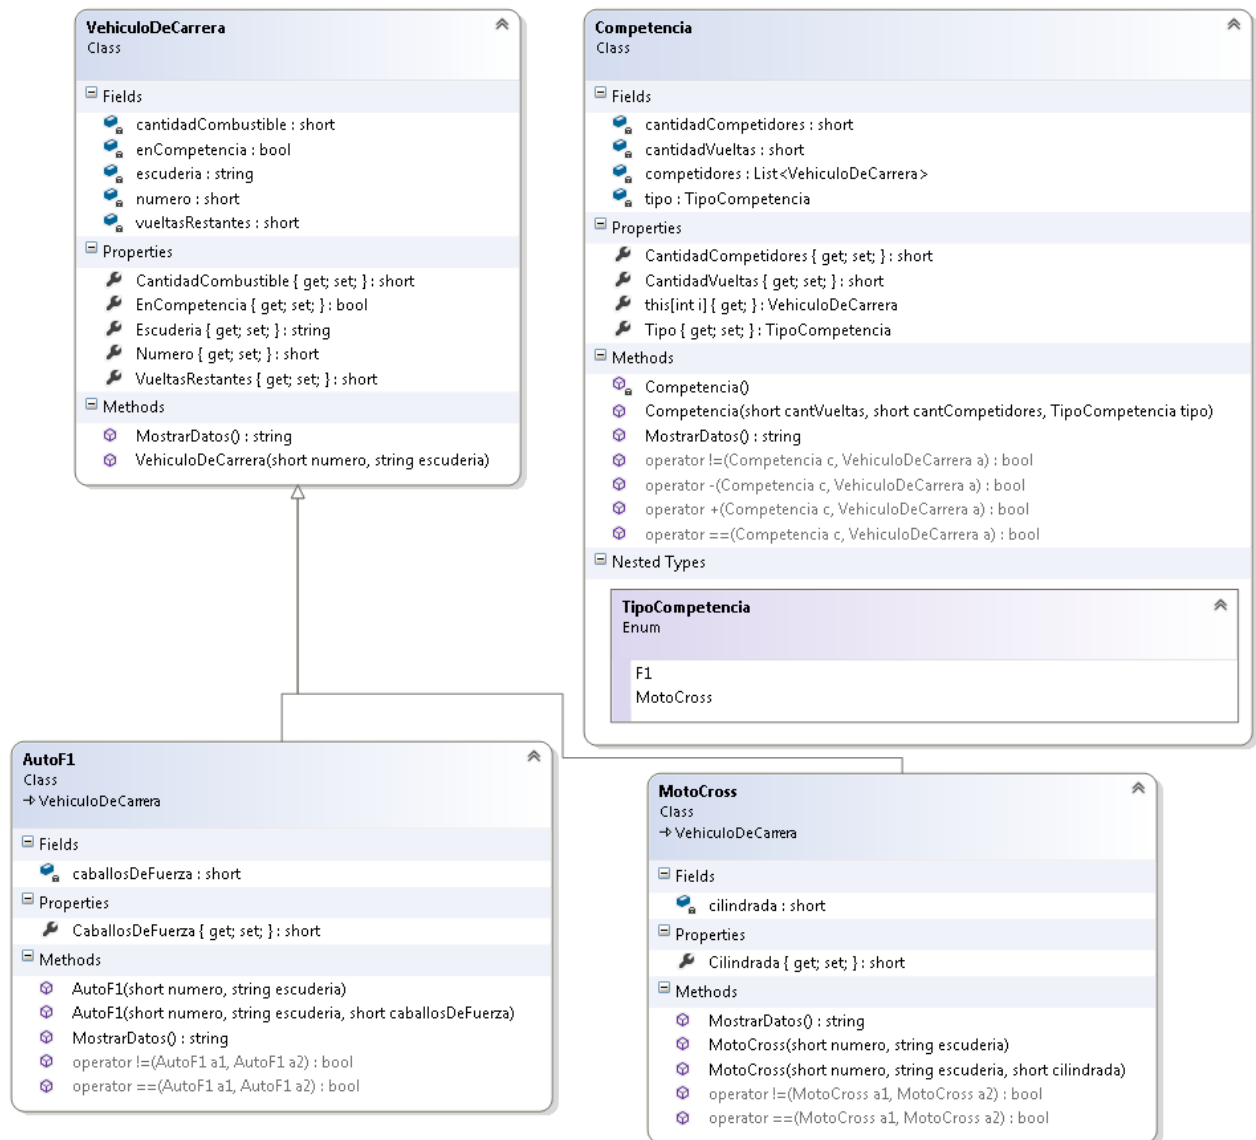 VehiculoDeCarrera
Class
Fields
cantidadCombustible : short
enCompetencia : bool
escuderia : string
numero : short
vueltasRestantes : short
Properties
CantidadCombustible { get; set; } : short
EnCompetencia { get; set; } : bool
Escuderia { get; set; } : string
Numero { get; set; } : short
VueltasRestantes { get; set; } : short
Methods
MostrarDatos() : string
VehiculoDeCarrera(short numero, string escuderia)
Competencia
Class
Fields
cantidadCompetidores : short
cantidadVueltas : short
competidores : List<VehiculoDeCarrera>
tipo : TipoCompetencia
Properties
CantidadCompetidores { get; set; } : short
CantidadVueltas { get; set; } : short
this[int i] { get; } : VehiculoDeCarrera
Tipo { get; set; } : TipoCompetencia
Methods
Competencia()
Competencia(short cantVueltas, short cantCompetidores, TipoCompetencia tipo)
MostrarDatos() : string
operator !=(Competencia c, VehiculoDeCarrera a) : bool
operator -(Competencia c, VehiculoDeCarrera a) : bool
operator +(Competencia c, VehiculoDeCarrera a) : bool
operator ==(Competencia c, VehiculoDeCarrera a) : bool
Nested Types
TipoCompetencia
Enum
F1
MotoCross
AutoF1
Class
VehiculoDeCarrera
Fields
caballosDeFuerza : short
Properties
CaballosDeFuerza { get; set; } : short
Methods
AutoF1(short numero, string escuderia)
AutoF1(short numero, string escuderia, short caballosDeFuerza)
MostrarDatos() : string
operator !=(AutoF1 a1, AutoF1 a2) : bool
operator ==(AutoF1 a1, AutoF1 a2) : bool
MotoCross
Class
VehiculoDeCarrera
Fields
cilindrada : short
Properties
Cilindrada { get; set; } : short
Methods
MostrarDatos() : string
MotoCross(short numero, string escuderia)
MotoCross(short numero, string escuderia, short cilindrada)
operator !=(MotoCross a1, MotoCross a2) : bool
operator ==(MotoCross a1, MotoCross a2) : bool